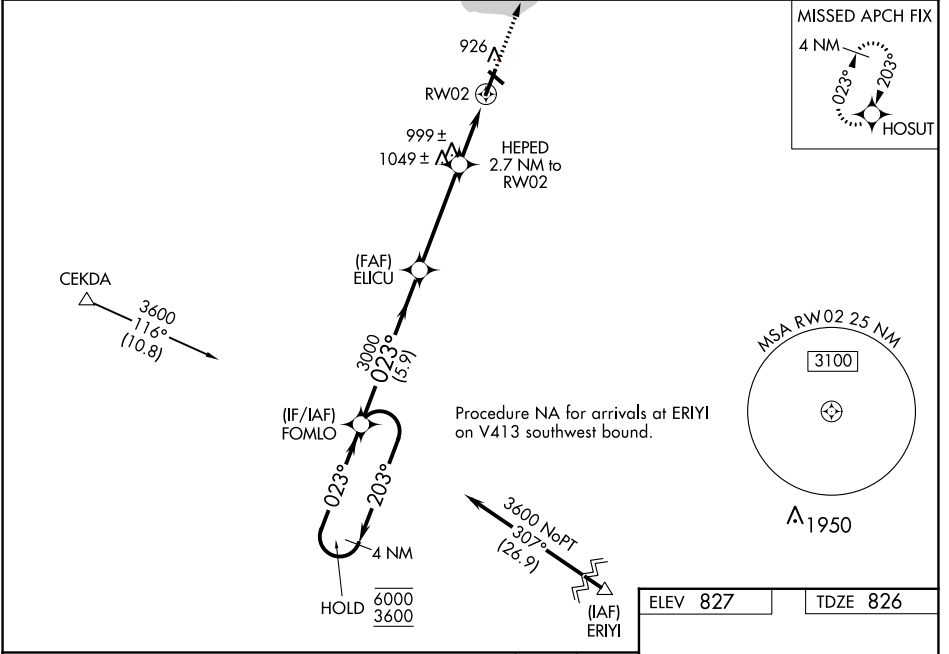 MISSED APCH FIX
4 NM
023°
203°
HOSUT
926
RW02
999 ±
1049 ±
HEPED
2.7 NM to
RW02
(FAF)
ELICU
CEKDA
3600
116°
(10.8)
3000
023°
(5.9)
MSA RW02 25 NM
3100
1950
(IF/IAF)
FOMLO
Procedure NA for arrivals at ERIYI
on V413 southwest bound.
023°
203°
4 NM
HOLD
6000
3600
3600 NoPT
307°
(26.9)
(IAF)
ERIYI
ELEV 827
TDZE 826